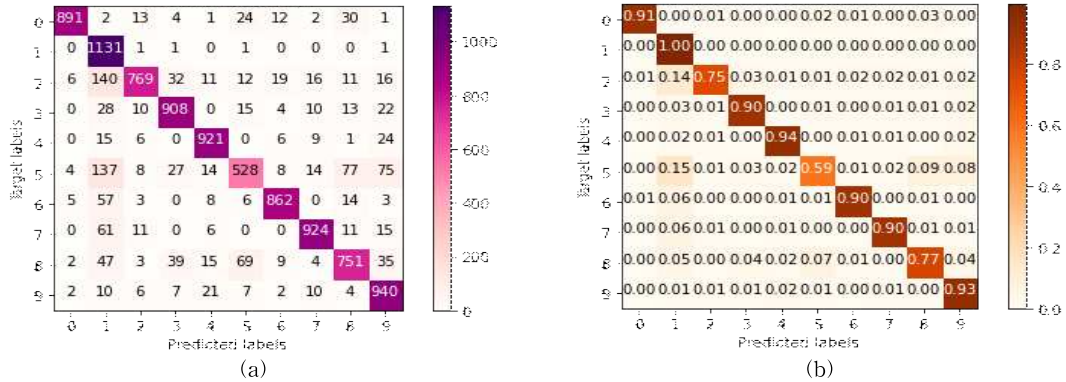 0 891 2 13 4 1 24 12 2 30 1
1 0 1131 1 1 0 1 0 0 0 1
2 6 140 769 32 11 12 19 16 11 16
3 0 28 10 908 0 15 4 10 13 22
4 0 15 6 0 921 0 6 9 1 24
5 4 137 8 27 14 528 8 14 77 75
6 5 57 3 0 8 6 862 0 14 3
7 0 61 11 0 6 0 0 924 11 15
8 2 47 3 39 15 69 9 4 751 35
9 2 10 6 7 21 7 2 10 4 940
0 1 2 3 4 5 6 7 8 9
Predicted labels
Target labels
1000
800
600
400
200
0
(a)
0 0.91 0.00 0.01 0.00 0.00 0.02 0.01 0.00 0.03 0.00
1 0.00 1.00 0.00 0.00 0.00 0.00 0.00 0.00 0.00 0.00
2 0.01 0.14 0.75 0.03 0.01 0.01 0.02 0.02 0.01 0.02
3 0.00 0.03 0.01 0.90 0.00 0.01 0.00 0.01 0.01 0.02
4 0.00 0.02 0.01 0.00 0.94 0.00 0.01 0.01 0.00 0.02
5 0.00 0.15 0.01 0.03 0.02 0.59 0.01 0.02 0.09 0.08
6 0.01 0.06 0.00 0.00 0.01 0.01 0.90 0.00 0.01 0.00
7 0.00 0.06 0.01 0.00 0.01 0.00 0.00 0.90 0.01 0.01
8 0.00 0.05 0.00 0.04 0.02 0.07 0.01 0.00 0.77 0.04
9 0.00 0.01 0.01 0.01 0.02 0.01 0.00 0.01 0.00 0.93
0 1 2 3 4 5 6 7 8 9
Predicted labels
Target labels
0.8
0.6
0.4
0.2
0.0
(b)